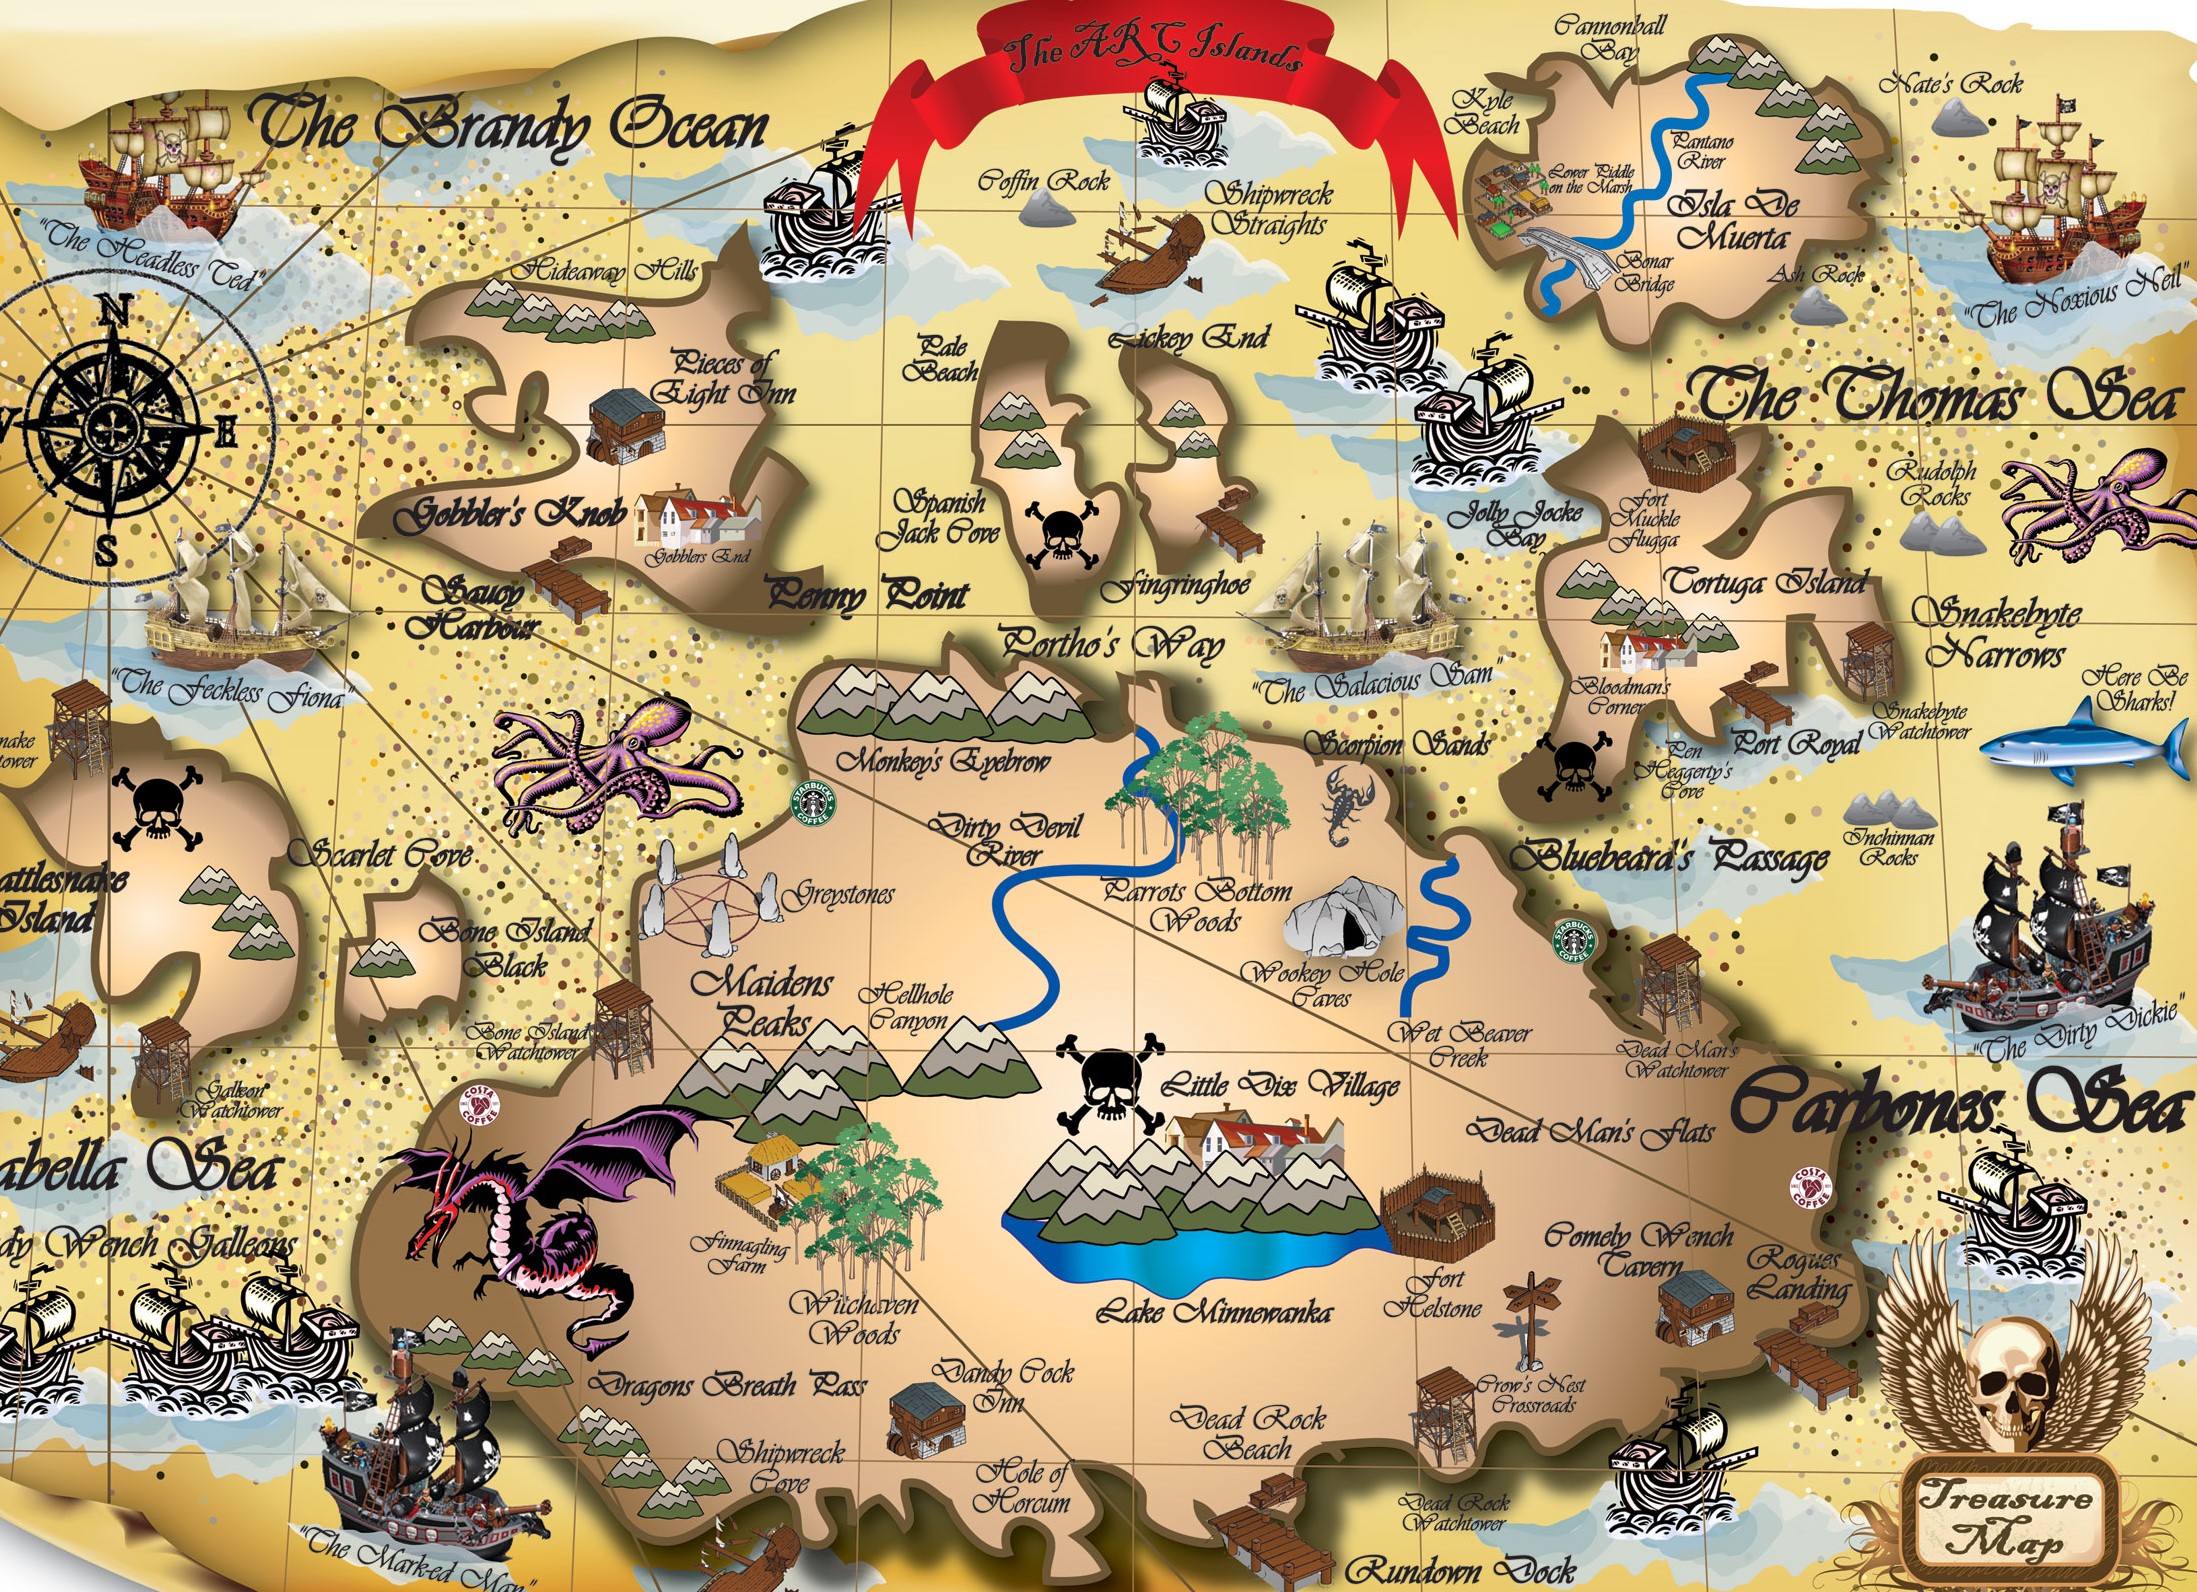 The ARC Islands
The Brandy Ocean
"The Headless Ted"
N
E
S
Hideaway Hills
Pieces of
Eight Inn
Gobbler's Knob
Gobblers End
Saucy
Harbour
Penny Point
"The Feckless Fiona"
Coffin Rock
Shipwreck
Straights
Pale
Beach
Lickey End
Spanish
Jack Cove
Fingringhoe
Portho's Way
"The Salacious Sam"
Cannonball
Bay
Kyle
Beach
Pantano
River
Lower Piddle
on the Marsh
Isla De
Muerta
Bonar
Bridge
Ash Rock
Nate's Rock
"The Noxious Neil"
The Thomas Sea
Jolly Jocke
Bay
Fort
Muckle
Flugga
Rudolph
Rocks
Tortuga Island
Snakebyte
Narrows
Bloodman's
Corner
Port Royal
Snakebyte
Watchtower
Pen
Heggerty's
Cove
Here Be
Sharks!
Inchinnan
Rocks
Bluebeard's Passage
"The Dirty Dickie"
Carbones Sea
nake
tower
attlesnake
Island
Scarlet Cove
Bone Island
Black
Bone Island
Watchtower
Galleon
Watchtower
abella Sea
dy Wench Galleons
"The Mark-ed Man"
Monkey's Eyebrow
STARBUCKS
COFFEE
Dirty Devil
River
Scorpion Sands
Greystones
Parrots Bottom
Woods
Wookey Hole
Caves
STARBUCKS
COFFEE
Maidens
Peaks
Hellhole
Canyon
Wet Beaver
Creek
Dead Man's
Watchtower
COSTA
COFFEE
Little Dix Village
Dead Man's Flats
COSTA
COFFEE
Finnagling
Farm
Witchaven
Woods
Lake Minnewanka
Fort
Helstone
Comely Wench
Tavern
Rogues
Landing
Dragons Breath Pass
Dandy Cock
Inn
Crow's Nest
Crossroads
Shipwreck
Cove
Hole of
Horcum
Dead Rock
Beach
Dead Rock
Watchtower
Rundown Dock
Treasure
Map